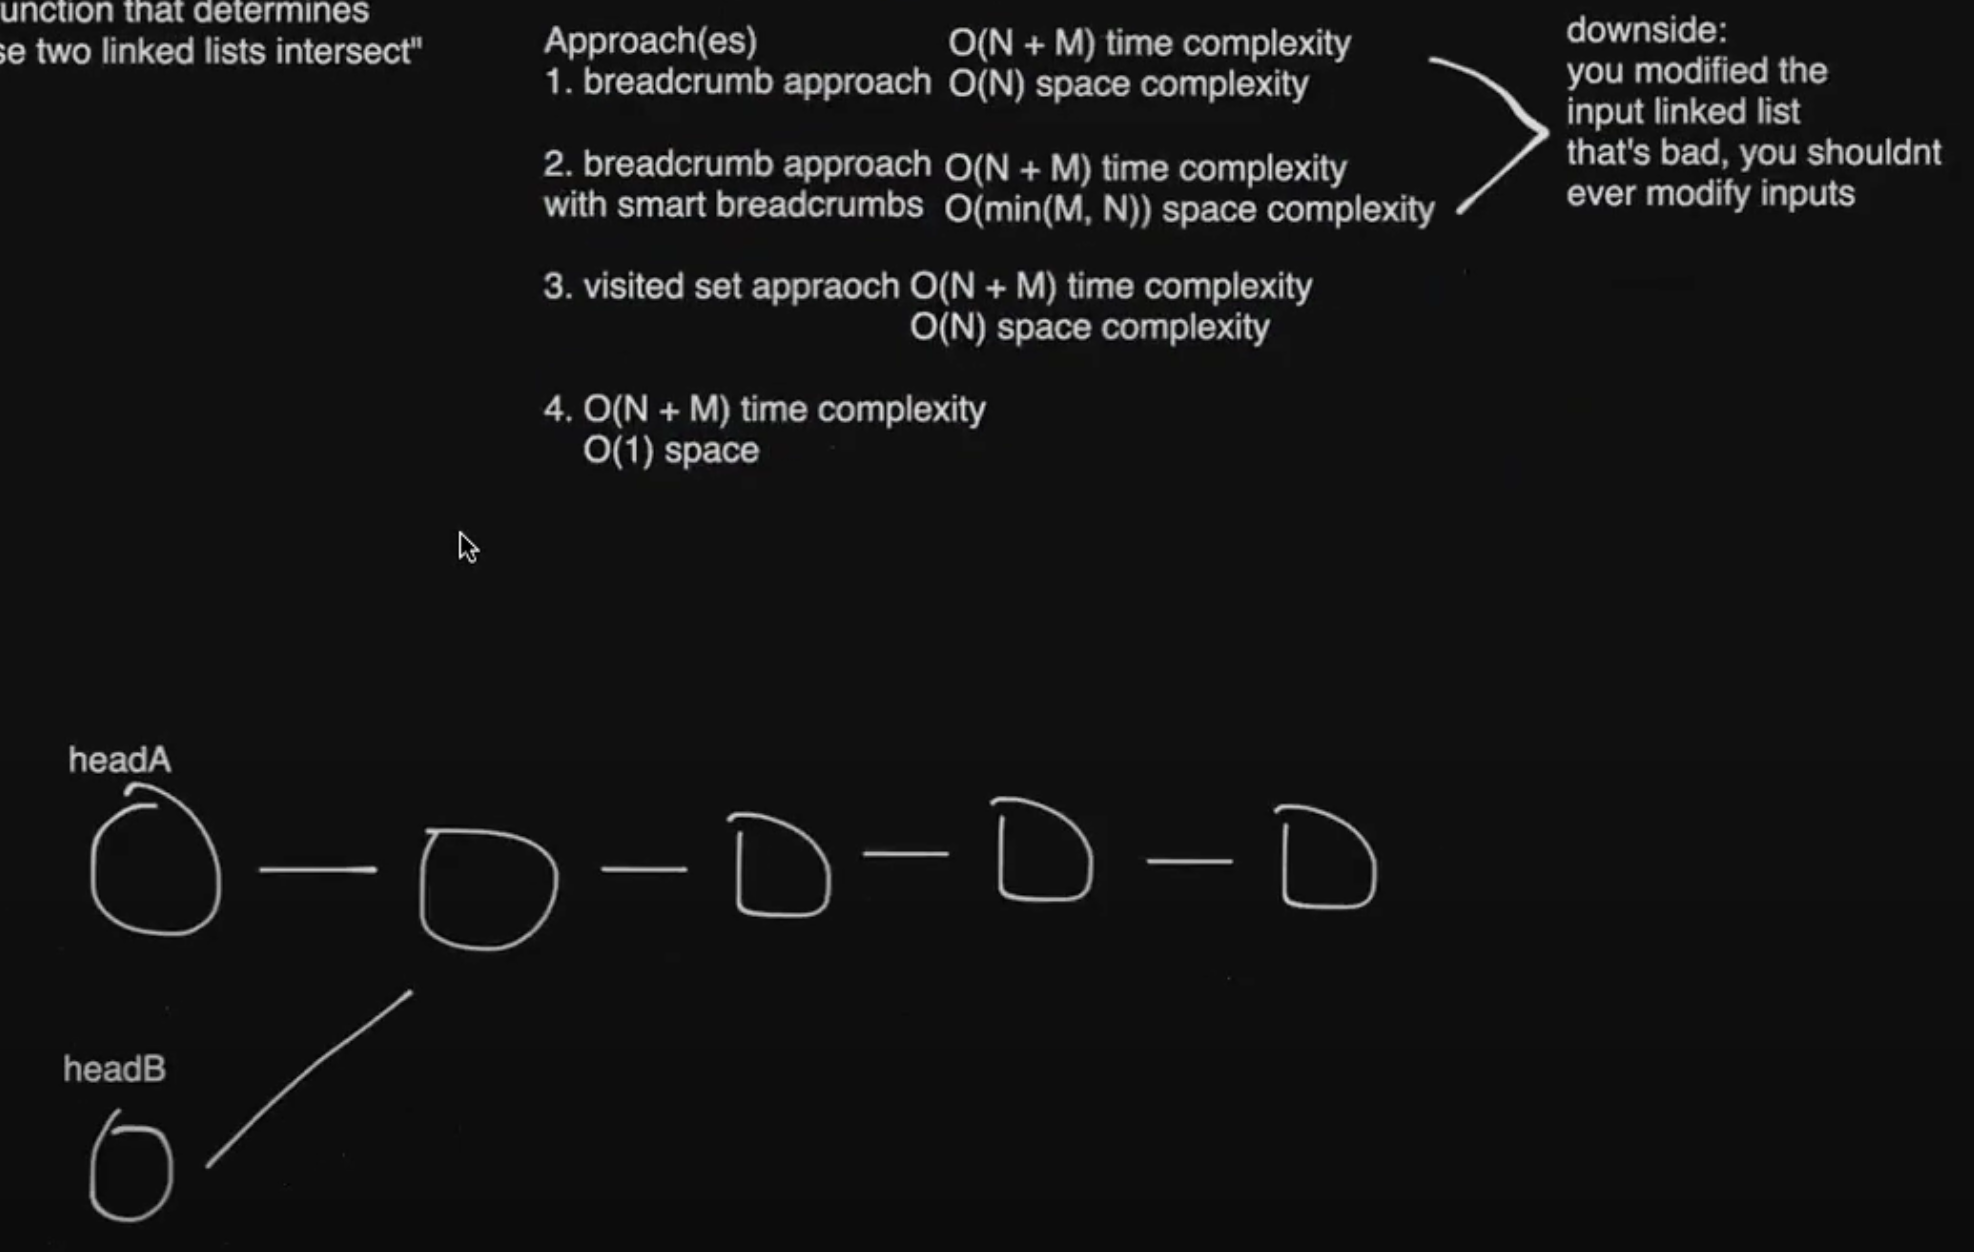 unction that determines
se two linked lists intersect"
Approach(es) O(N + M) time complexity
1. breadcrumb approach O(N) space complexity
2. breadcrumb approach O(N + M) time complexity
with smart breadcrumbs O(min(M, N)) space complexity
3. visited set appraoch O(N + M) time complexity
O(N) space complexity
4. O(N + M) time complexity
O(1) space
downside:
you modified the
input linked list
that's bad, you shouldnt
ever modify inputs
headA
headB